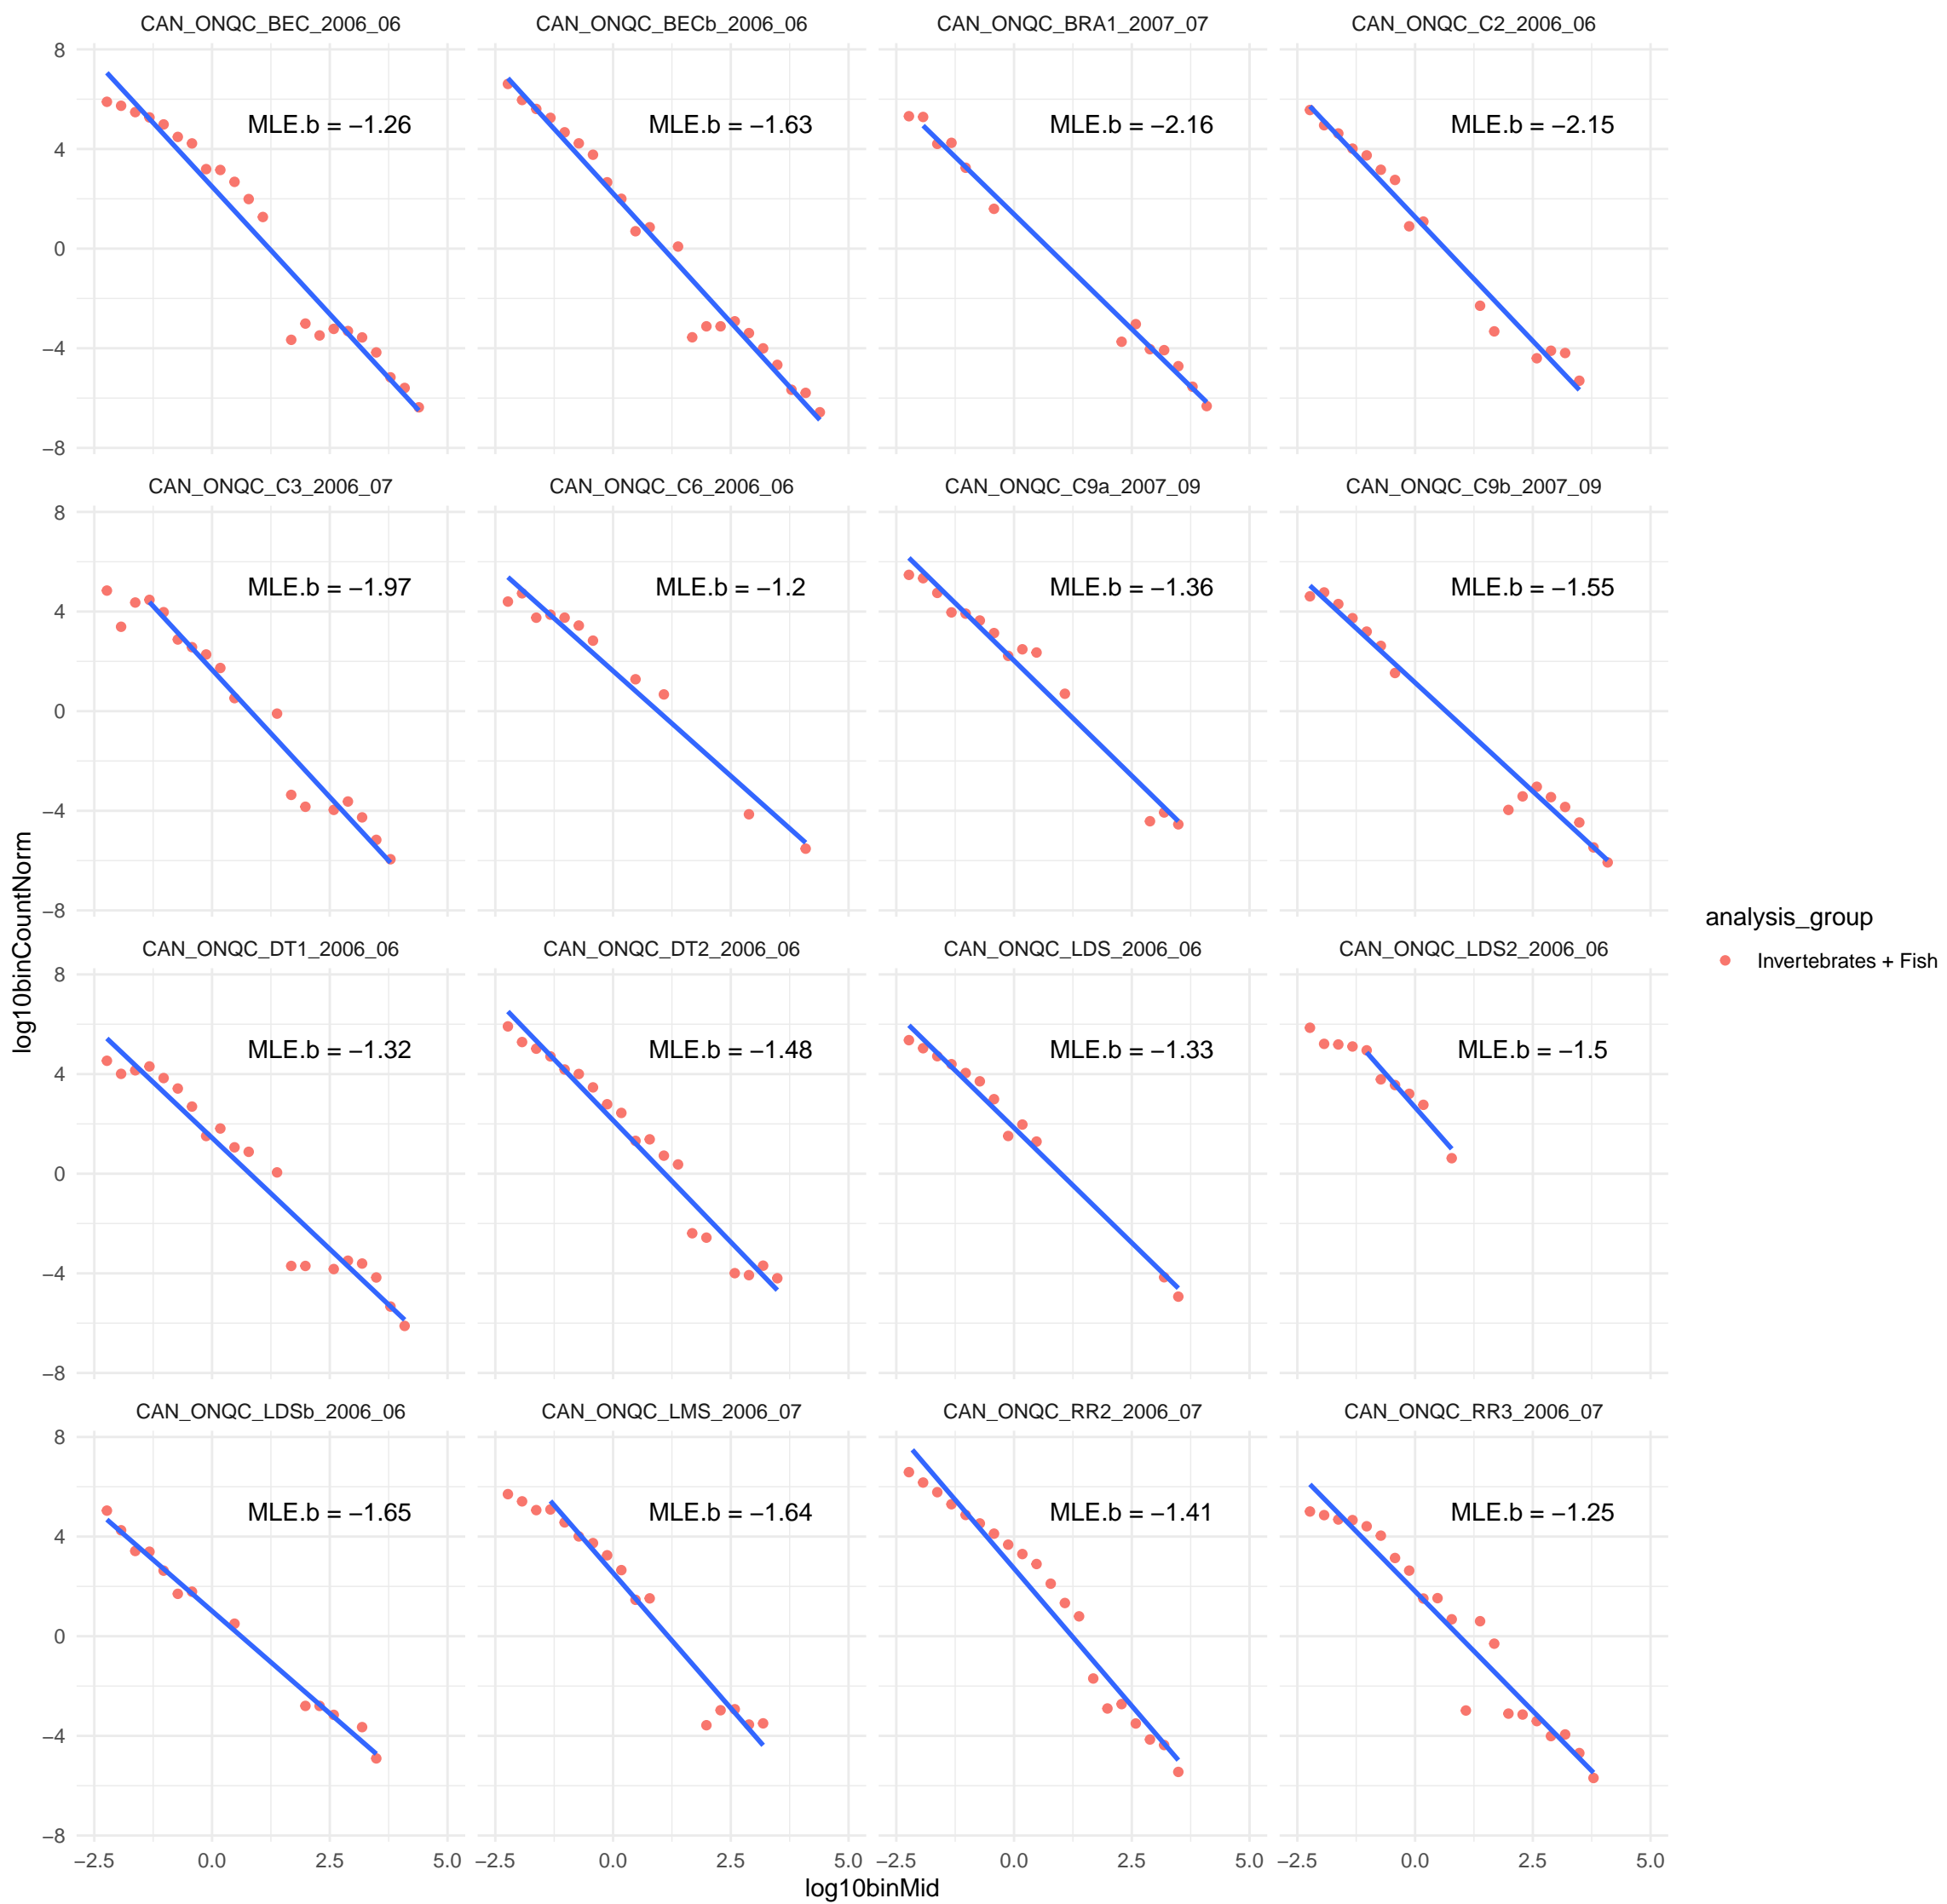 CAN_ONQC_BEC_2006_06 CAN_ONQC_BECb_2006_06 CAN_ONQC_BRA1_2007_07 CAN_ONQC_C2_2006_06
8
MLE.b = −1.26 MLE.b = −1.63 MLE.b = −2.16 MLE.b = −2.15
4
0
−4
−8
CAN_ONQC_C3_2006_07 CAN_ONQC_C6_2006_06 CAN_ONQC_C9a_2007_09 CAN_ONQC_C9b_2007_09
8
MLE.b = −1.97 MLE.b = −1.2 MLE.b = −1.36 MLE.b = −1.55
4
0
−4
−8
log10binCountNorm
CAN_ONQC_DT1_2006_06 CAN_ONQC_DT2_2006_06 CAN_ONQC_LDS_2006_06 CAN_ONQC_LDS2_2006_06
8
MLE.b = −1.32 MLE.b = −1.48 MLE.b = −1.33 MLE.b = −1.5
4
0
−4
−8
CAN_ONQC_LDSb_2006_06 CAN_ONQC_LMS_2006_07 CAN_ONQC_RR2_2006_07 CAN_ONQC_RR3_2006_07
8
MLE.b = −1.65 MLE.b = −1.64 MLE.b = −1.41 MLE.b = −1.25
4
0
−4
−8
−2.5 0.0 2.5 5.0 −2.5 0.0 2.5 5.0 −2.5 0.0 2.5 5.0 −2.5 0.0 2.5 5.0
log10binMid
analysis_group
Invertebrates + Fish